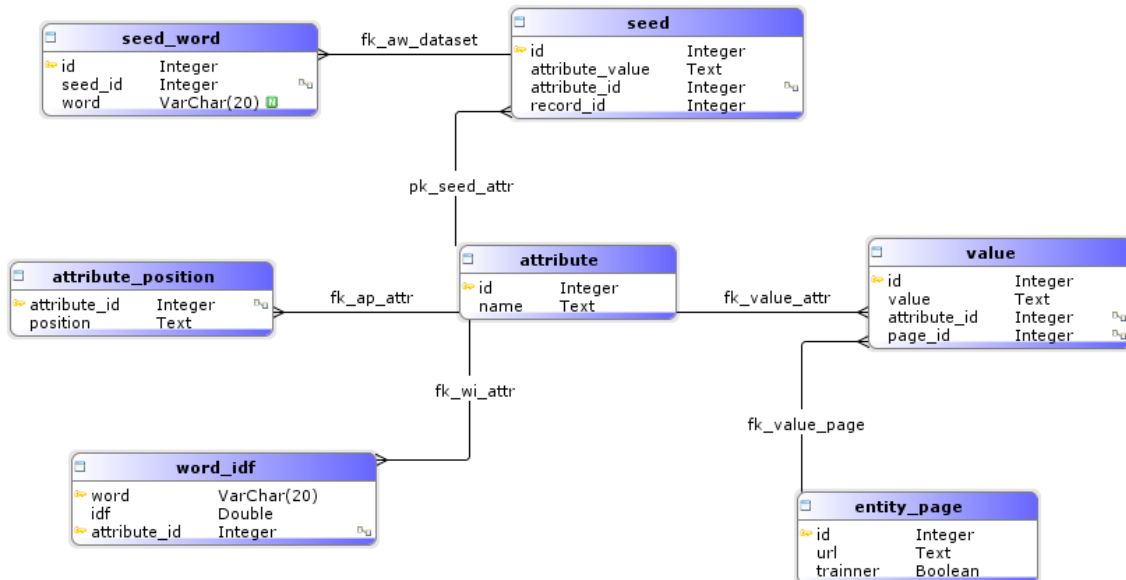 seed_word
id Integer
seed_id Integer
word VarChar(20) N
fk_aw_dataset
seed
id Integer
attribute_value Text
attribute_id Integer
record_id Integer
pk_seed_attr
attribute_position
attribute_id Integer
position Text
fk_ap_attr
attribute
id Integer
name Text
fk_value_attr
value
id Integer
value Text
attribute_id Integer
page_id Integer
fk_wi_attr
fk_value_page
word_idf
word VarChar(20)
idf Double
attribute_id Integer
entity_page
id Integer
url Text
trainner Boolean